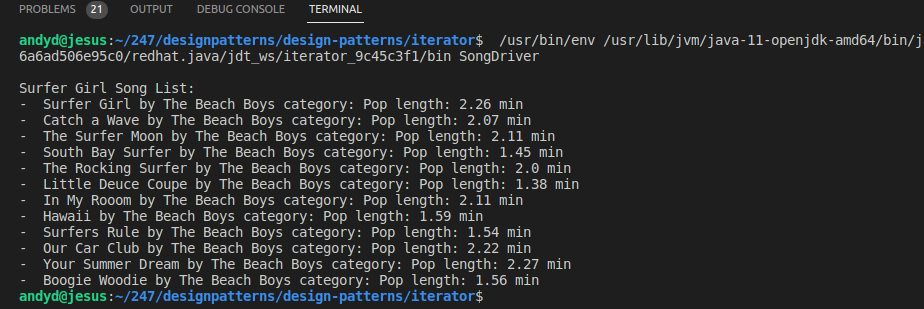 PROBLEMS 21 OUTPUT DEBUG CONSOLE TERMINAL
andyd@jesus:~/247/designpatterns/design-patterns/iterator$ /usr/bin/env /usr/lib/jvm/java-11-openjdk-amd64/bin/j
6a6ad506e95c0/redhat.java/jdt_ws/iterator_9c45c3f1/bin SongDriver
Surfer Girl Song List:
- Surfer Girl by The Beach Boys category: Pop length: 2.26 min
- Catch a Wave by The Beach Boys category: Pop length: 2.07 min
- The Surfer Moon by The Beach Boys category: Pop length: 2.11 min
- South Bay Surfer by The Beach Boys category: Pop length: 1.45 min
- The Rocking Surfer by The Beach Boys category: Pop length: 2.0 min
- Little Deuce Coupe by The Beach Boys category: Pop length: 1.38 min
- In My Rooom by The Beach Boys category: Pop length: 2.11 min
- Hawaii by The Beach Boys category: Pop length: 1.59 min
- Surfers Rule by The Beach Boys category: Pop length: 1.54 min
- Our Car Club by The Beach Boys category: Pop length: 2.22 min
- Your Summer Dream by The Beach Boys category: Pop length: 2.27 min
- Boogie Woodie by The Beach Boys category: Pop length: 1.56 min
andyd@jesus:~/247/designpatterns/design-patterns/iterator$